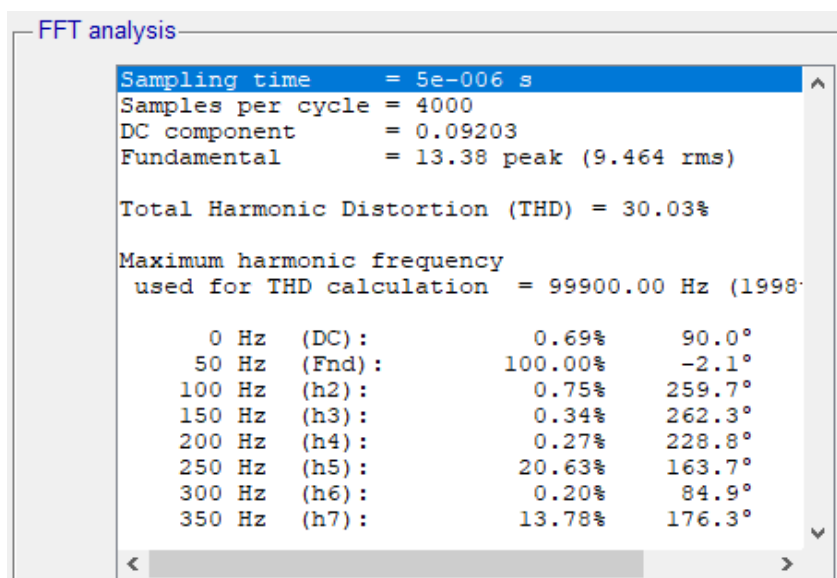 FFT analysis
Sampling time = 5e-006 s
Samples per cycle = 4000
DC component = 0.09203
Fundamental = 13.38 peak (9.464 rms)
Total Harmonic Distortion (THD) = 30.03%
Maximum harmonic frequency
used for THD calculation = 99900.00 Hz (1998
0 Hz (DC): 0.69% 90.0°
50 Hz (Fnd): 100.00% -2.1°
100 Hz (h2): 0.75% 259.7°
150 Hz (h3): 0.34% 262.3°
200 Hz (h4): 0.27% 228.8°
250 Hz (h5): 20.63% 163.7°
300 Hz (h6): 0.20% 84.9°
350 Hz (h7): 13.78% 176.3°